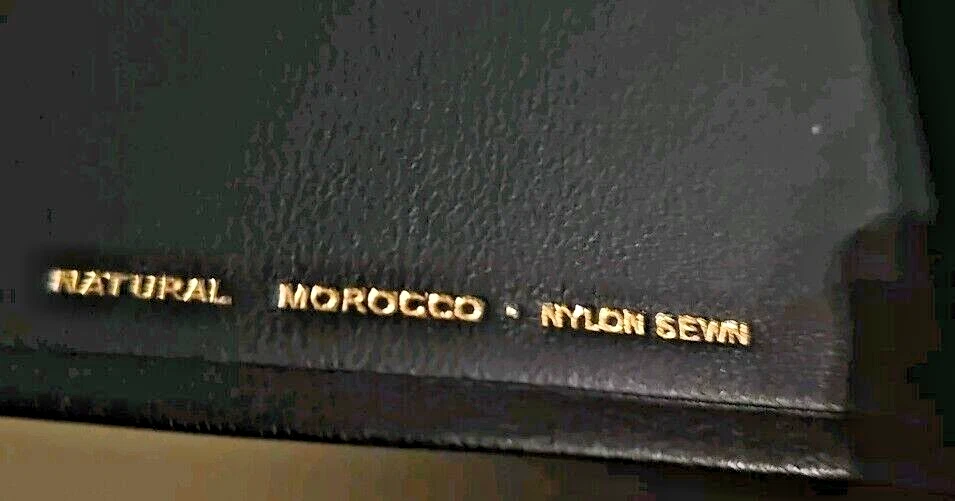 NATURAL MOROCCO · NYLON SEWN